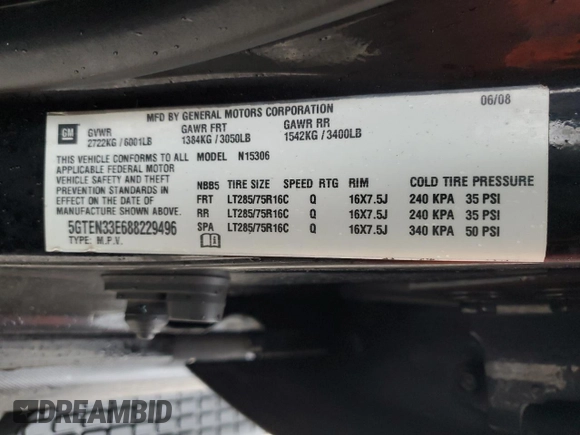 MFD BY GENERAL MOTORS CORPORATION 06/08
GM GVWR GAWR FRT GAWR RR
2722KG / 6001LB 1384KG / 3050LB 1542KG / 3400LB
THIS VEHICLE CONFORMS TO ALL MODEL N15306
APPLICABLE FEDERAL MOTOR
VEHICLE SAFETY AND THEFT NBB5 TIRE SIZE SPEED RTG RIM COLD TIRE PRESSURE
PREVENTION STANDARDS IN FRT LT285/75R16C Q 16X7.5J 240 KPA 35 PSI
EFFECT ON THE DATE OF RR LT285/75R16C Q 16X7.5J 240 KPA 35 PSI
MANUFACTURE SHOWN ABOVE. SPA LT285/75R16C Q 16X7.5J 340 KPA 50 PSI
5GTEN33E688229496
TYPE: M.P.V.
DREAMBID